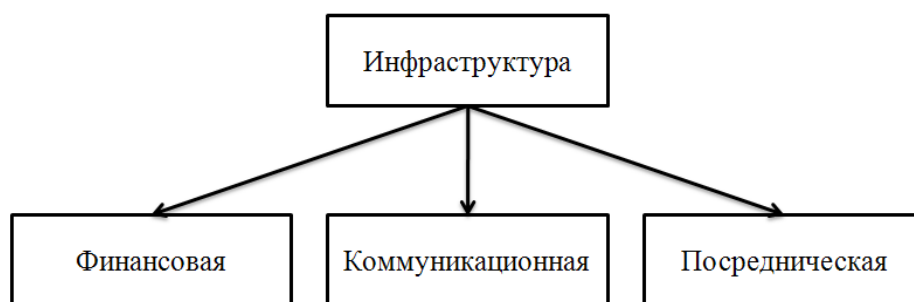 Инфраструктура
Финансовая
Коммуникационная
Посредническая